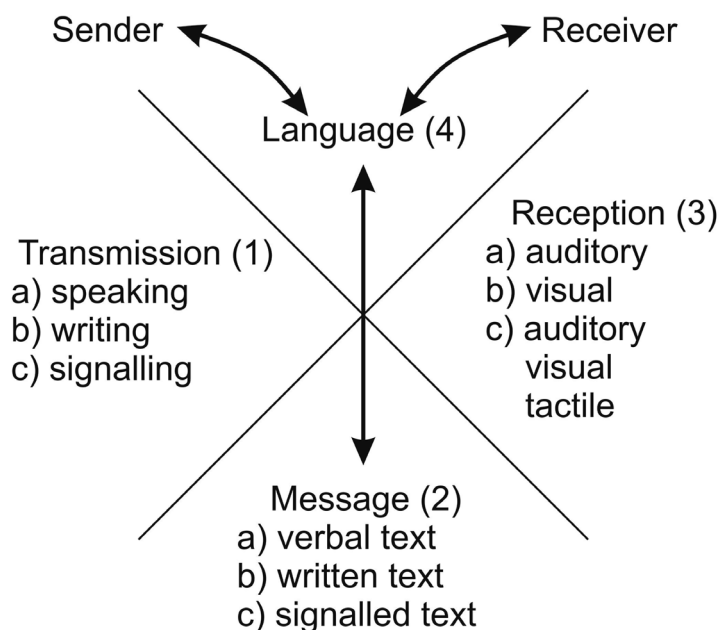 Sender
Receiver
Language (4)
Transmission (1)
a) speaking
b) writing
c) signalling
Reception (3)
a) auditory
b) visual
c) auditory
visual
tactile
Message (2)
a) verbal text
b) written text
c) signalled text